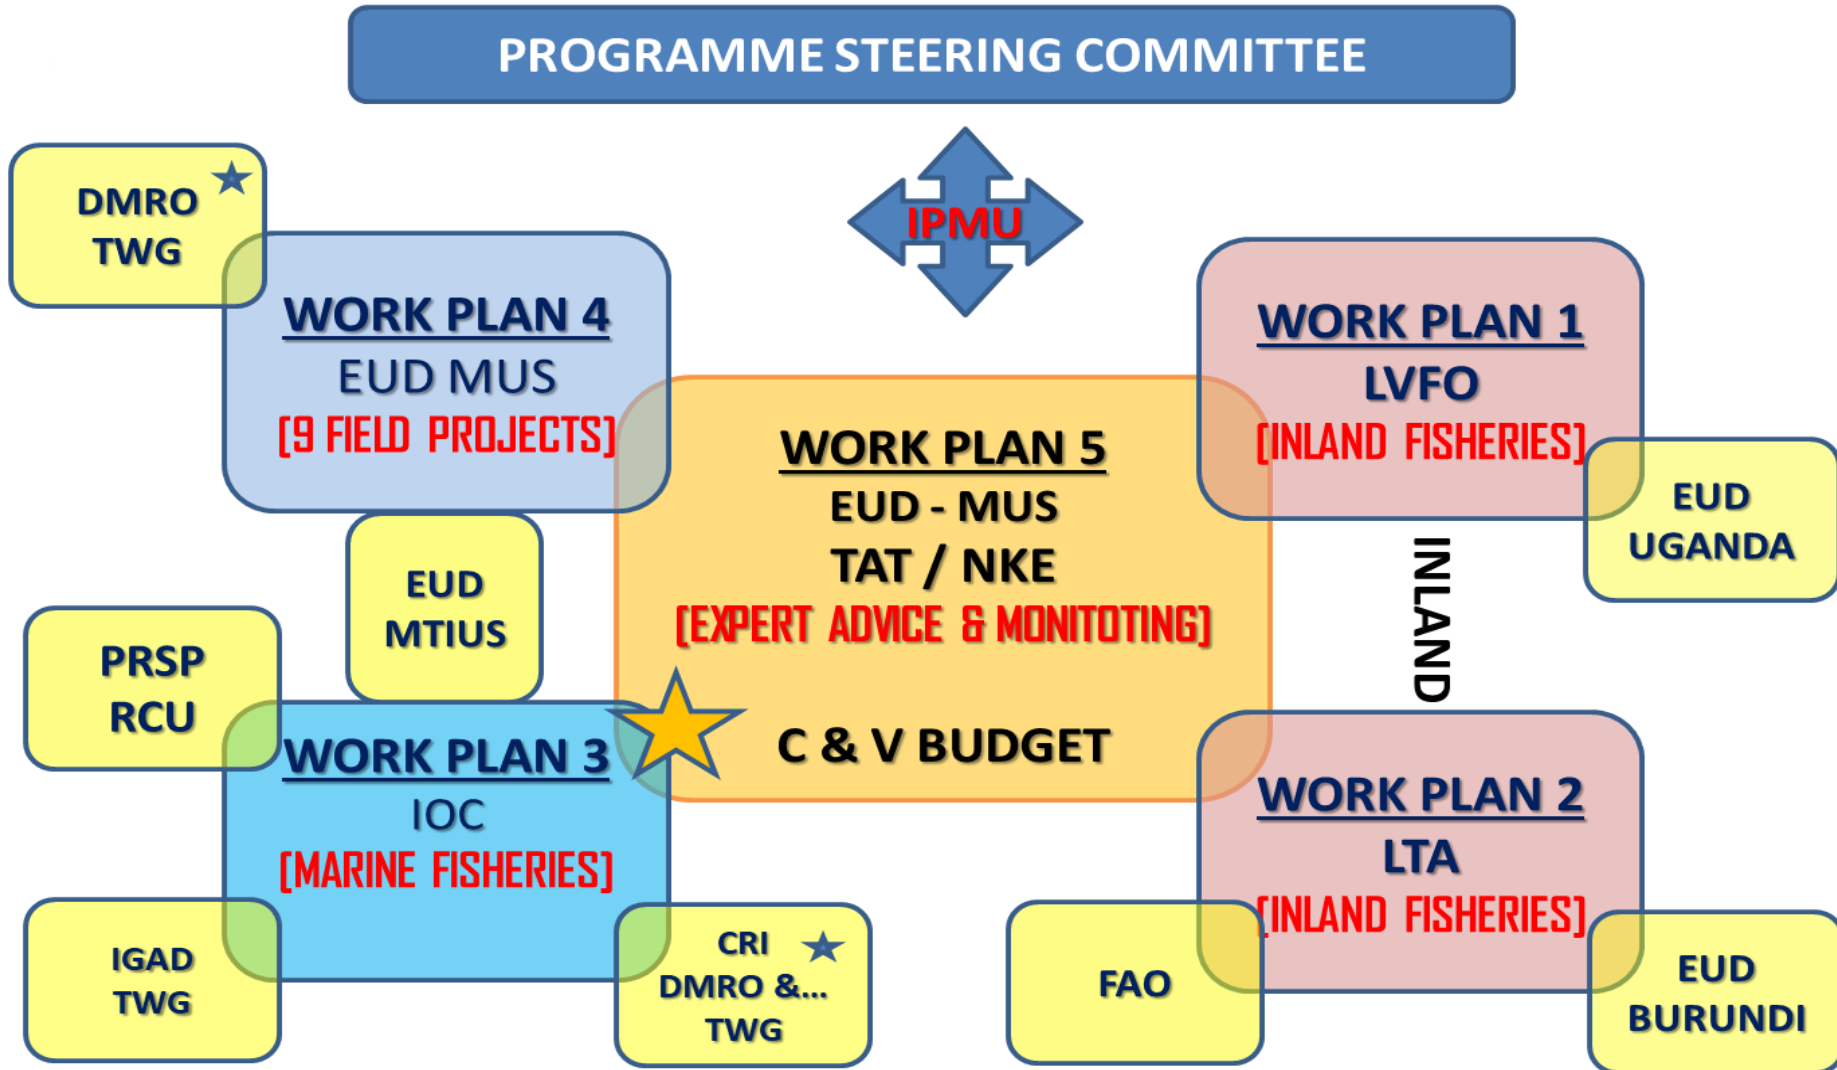 PROGRAMME STEERING COMMITTEE
IPMU
DMRO
TWG
WORK PLAN 4
EUD MUS
[9 FIELD PROJECTS]
WORK PLAN 1
LVFO
[INLAND FISHERIES]
EUD
UGANDA
WORK PLAN 5
EUD - MUS
TAT / NKE
[EXPERT ADVICE & MONITOTING]
C & V BUDGET
INLAND
EUD
MTIUS
PRSP
RCU
WORK PLAN 3
IOC
[MARINE FISHERIES]
WORK PLAN 2
LTA
[INLAND FISHERIES]
IGAD
TWG
CRI
DMRO &...
TWG
FAO
EUD
BURUNDI